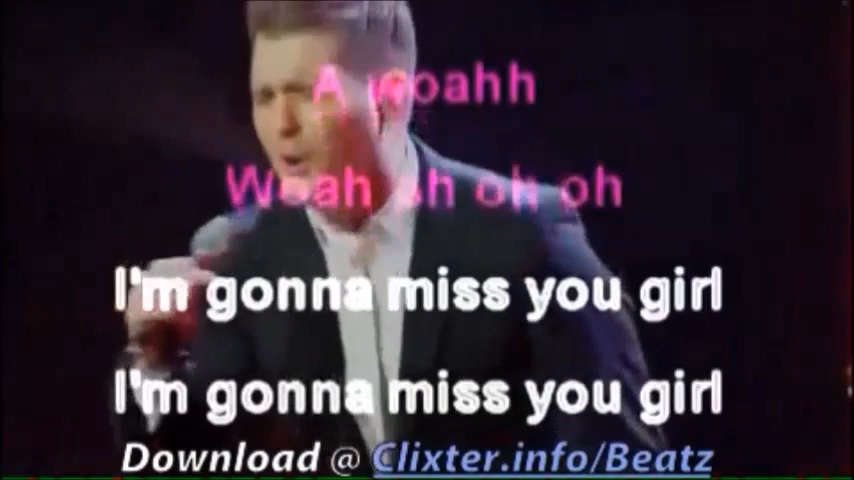 A woahh
Woah oh oh oh
I'm gonna miss you girl
I'm gonna miss you girl
Download @ Clixter.info/Beatz